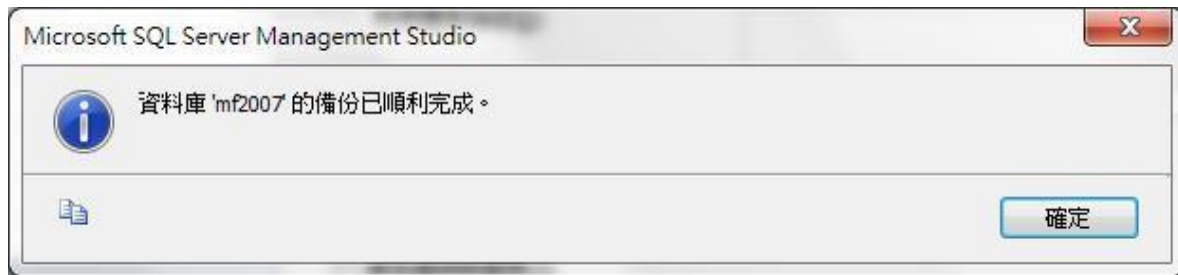 Microsoft SQL Server Management Studio
資料庫 'mf2007' 的備份已順利完成。
確定